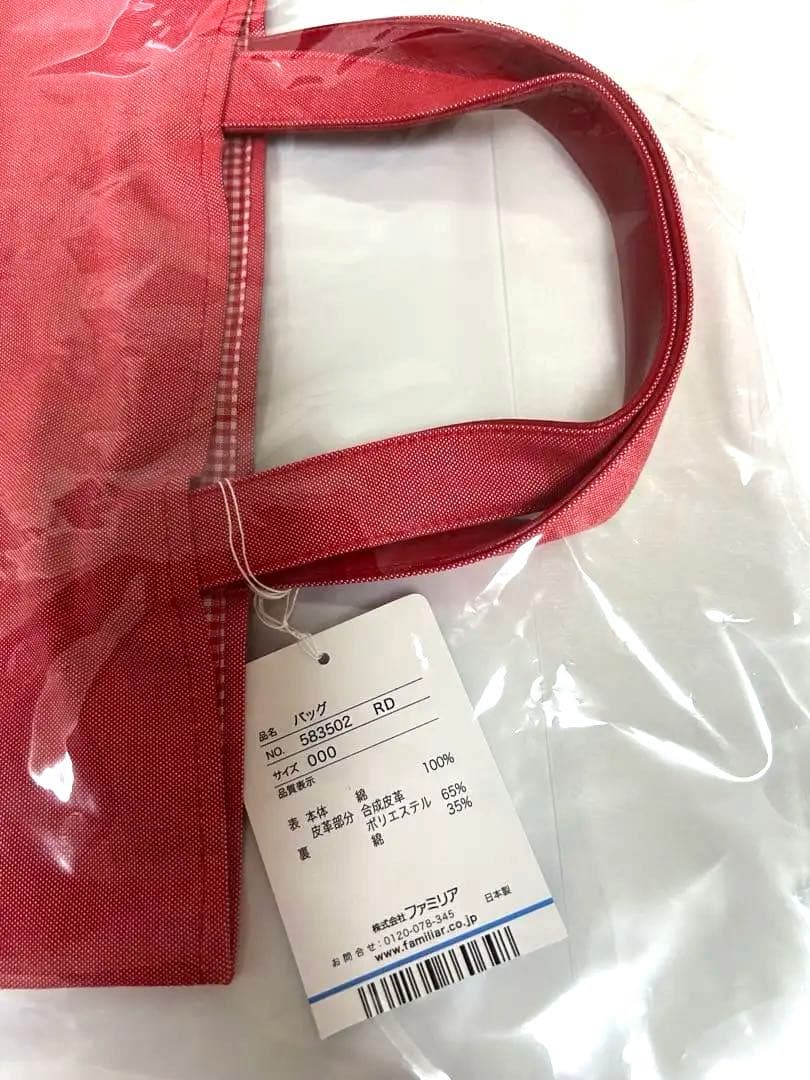 品名 バッグ
NO. 583502 RD
サイズ 000
品質表示
表 本体 綿 100%
皮革部分 合成皮革
裏 ポリエステル 65%
綿 35%
株式会社ファミリア 日本製
お問合せ:0120-078-345
www.familiar.co.jp